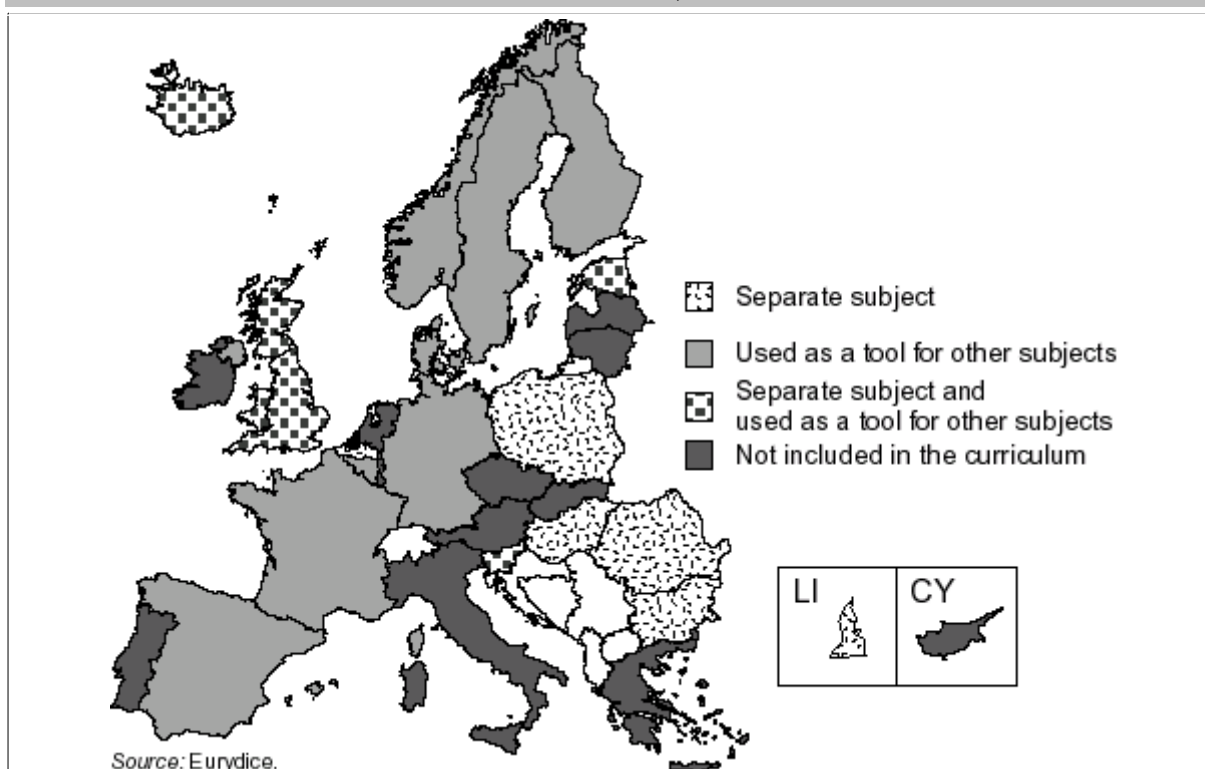 Separate subject
Used as a tool for other subjects
Separate subject and
used as a tool for other subjects
Not included in the curriculum
LI
CY
Source: Eurydice.